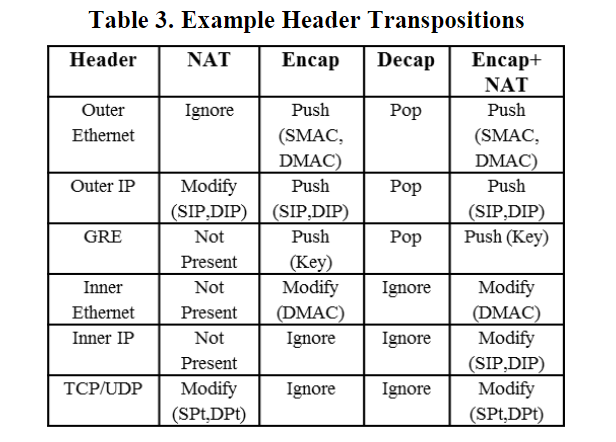 Table 3. Example Header Transpositions
Header NAT Encap Decap Encap+
NAT
Outer Ignore Push Pop Push
Ethernet (SMAC, (SMAC,
DMAC) DMAC)
Outer IP Modify Push Pop Push
(SIP,DIP) (SIP,DIP) (SIP,DIP)
GRE Not Push Pop Push (Key)
Present (Key)
Inner Not Modify Ignore Modify
Ethernet Present (DMAC) (DMAC)
Inner IP Not Ignore Ignore Modify
Present (SIP,DIP)
TCP/UDP Modify Ignore Ignore Modify
(SPt,DPt) (SPt,DPt)